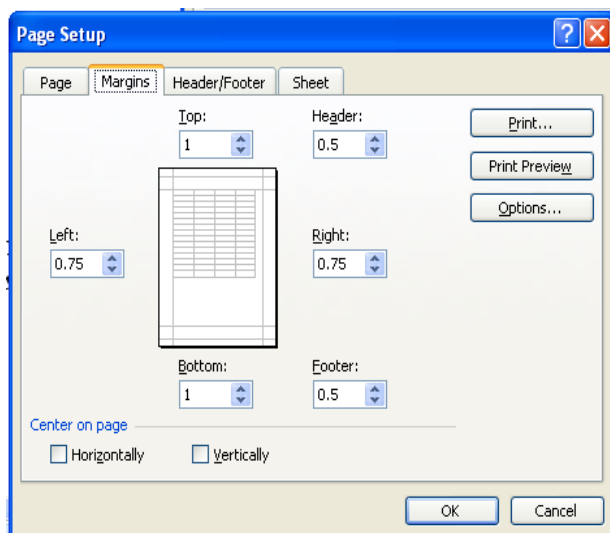 Page Setup
Page Margins Header/Footer Sheet
Top: Header:
1 0.5
Print...
Print Preview
Options...
Left: Right:
0.75 0.75
Bottom: Footer:
1 0.5
Center on page
Horizontally Vertically
OK Cancel